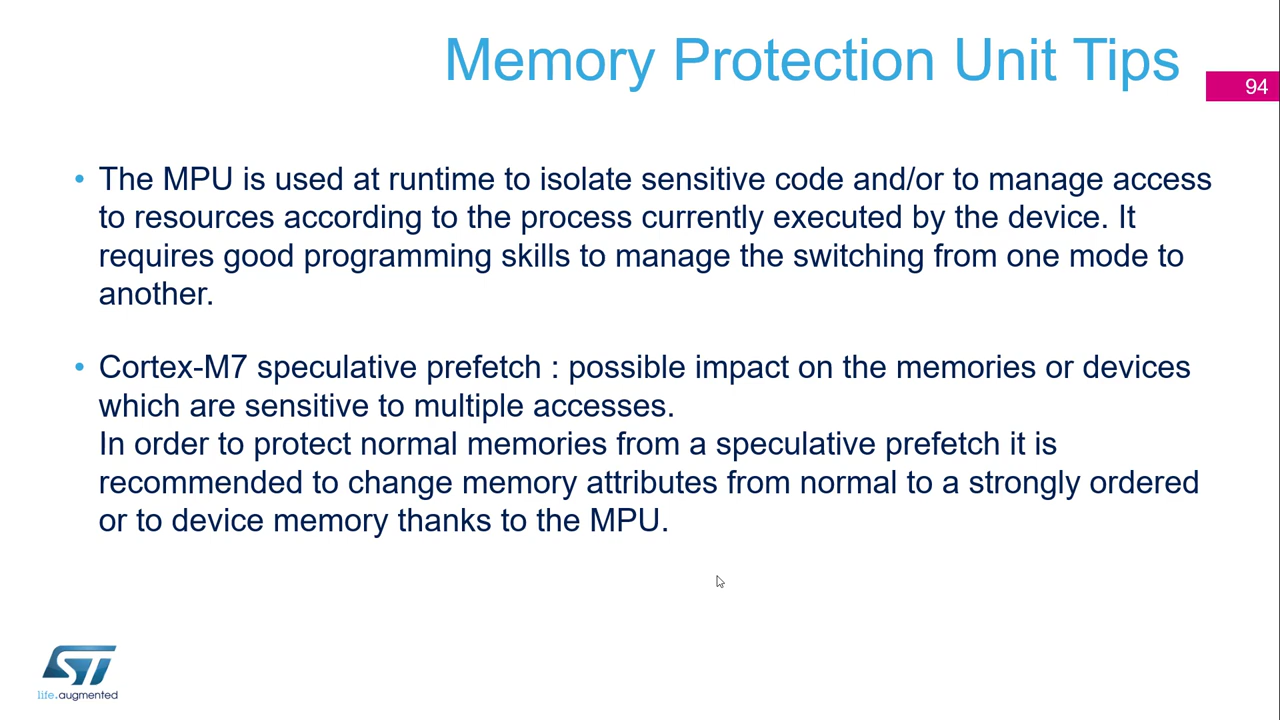 Memory Protection Unit Tips
94
• The MPU is used at runtime to isolate sensitive code and/or to manage access
to resources according to the process currently executed by the device. It
requires good programming skills to manage the switching from one mode to
another.
• Cortex-M7 speculative prefetch : possible impact on the memories or devices
which are sensitive to multiple accesses.
In order to protect normal memories from a speculative prefetch it is
recommended to change memory attributes from normal to a strongly ordered
or to device memory thanks to the MPU.
ST
life.augmented